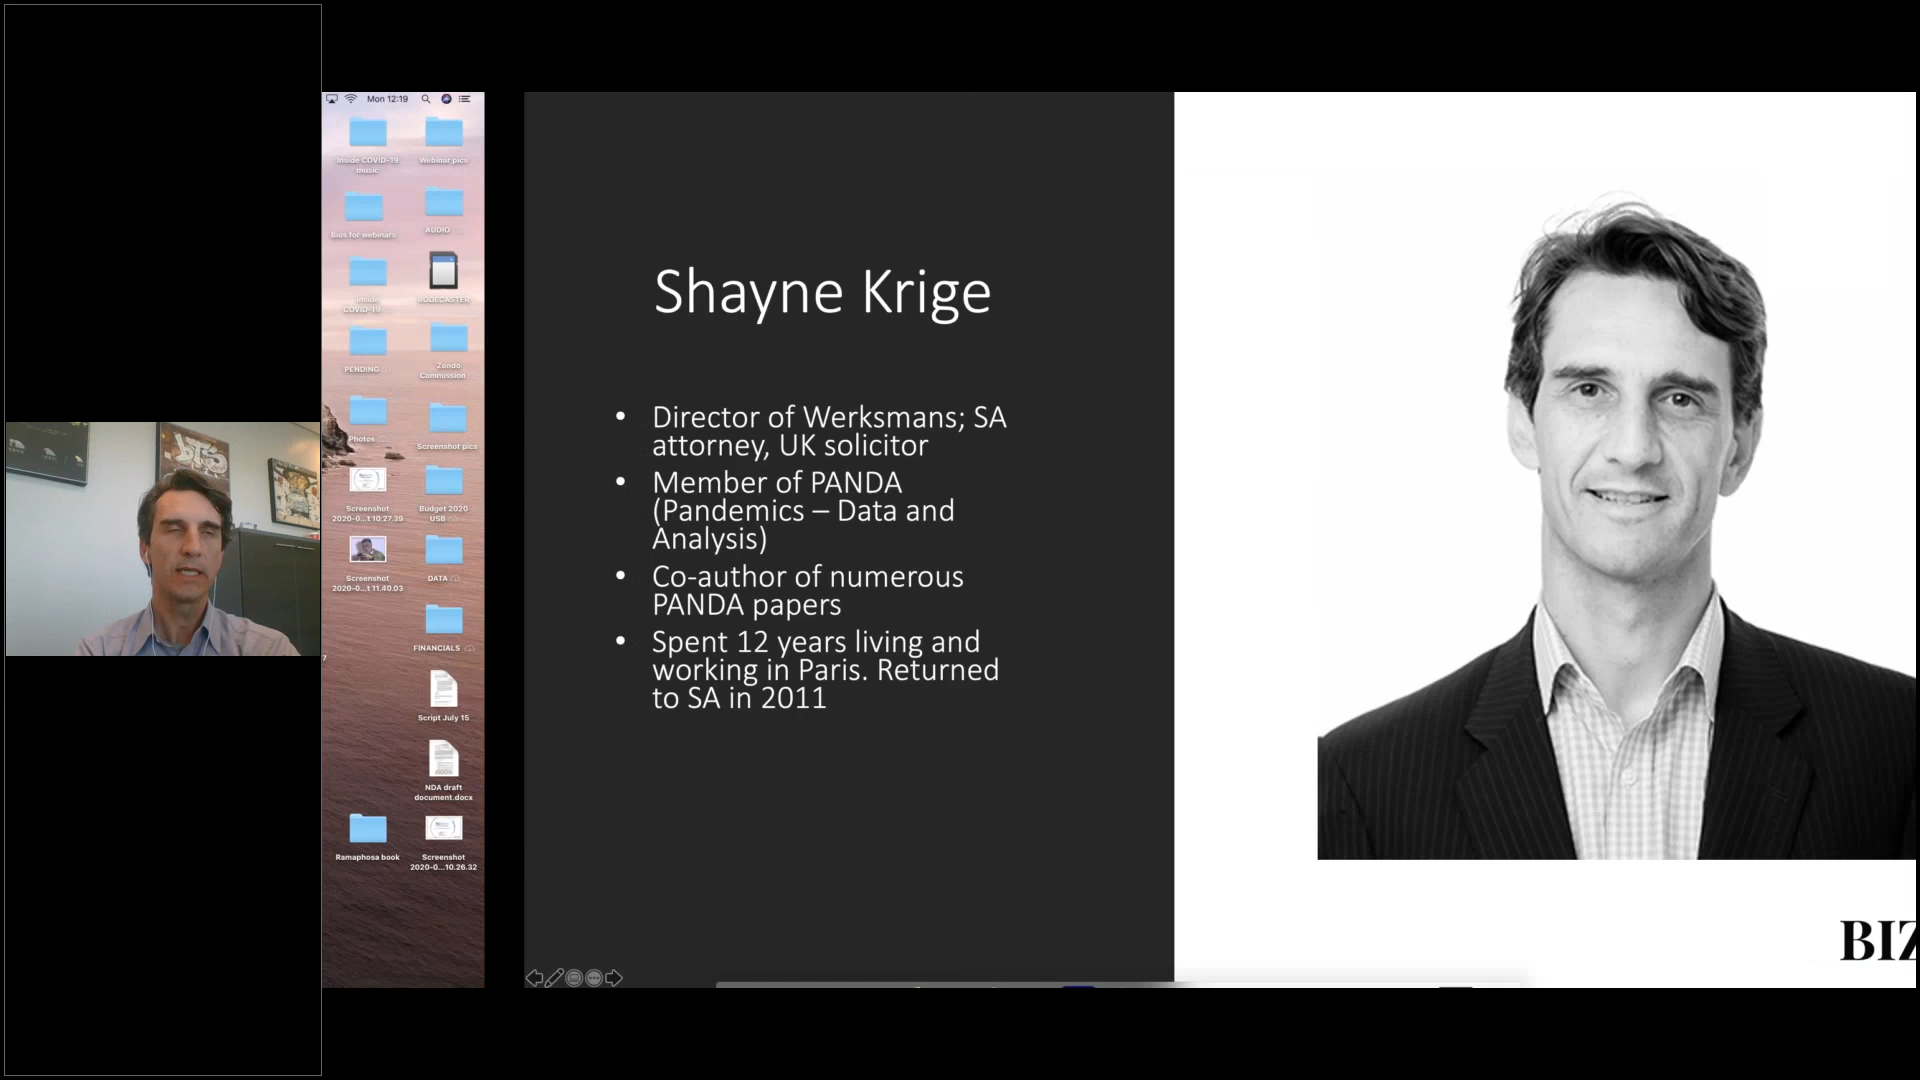 Mon 12:19
Inside COVID-19
music
Webinar pics
Bios for webinars
AUDIO
Inside
COVID-19
RODECASTER
PENDING
Zondo
Commission
Photos
Screenshot pics
Screenshot
2020-0...t 10.27.39
Budget 2020
USB
Screenshot
2020-0...t 11.40.03
DATA
FINANCIALS
7
Script July 15
DOCX
NDA draft
document.docx
Ramaphosa book
Screenshot
2020-0...10.26.32
Shayne Krige
• Director of Werksmans; SA
attorney, UK solicitor
• Member of PANDA
(Pandemics – Data and
Analysis)
• Co-author of numerous
PANDA papers
• Spent 12 years living and
working in Paris. Returned
to SA in 2011
BIZ